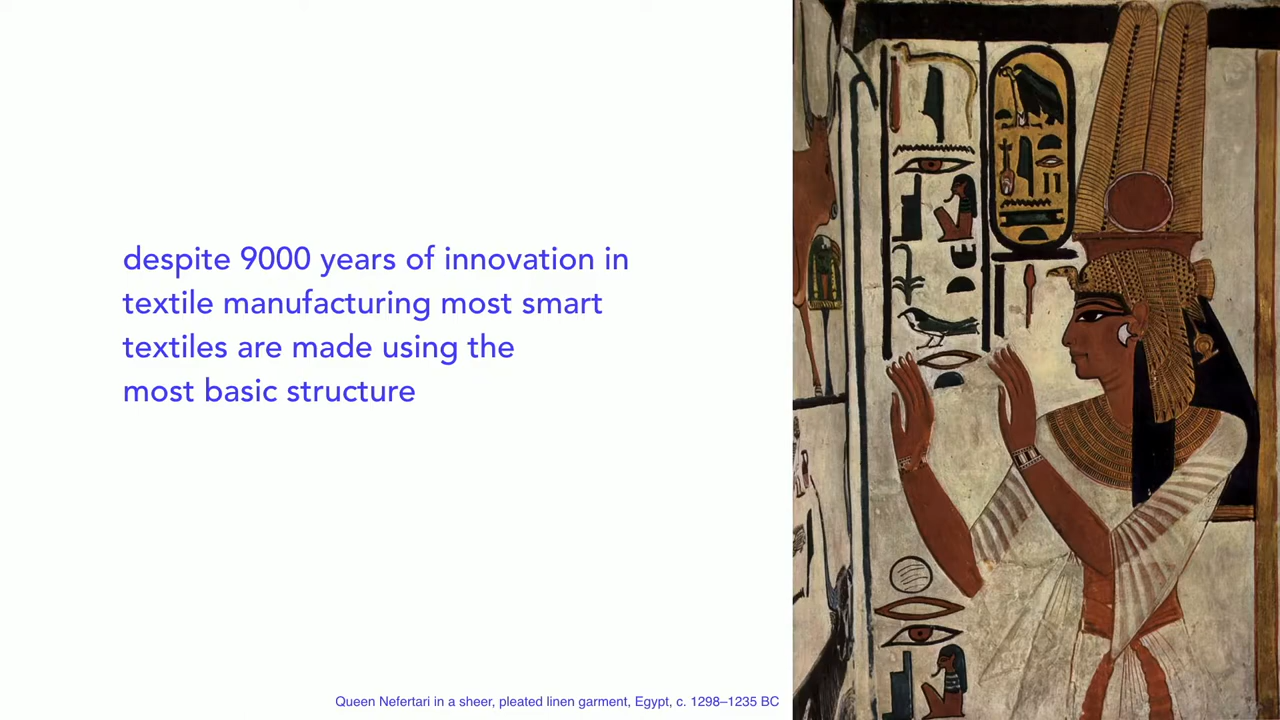 despite 9000 years of innovation in
textile manufacturing most smart
textiles are made using the
most basic structure
Queen Nefertari in a sheer, pleated linen garment, Egypt, c. 1298–1235 BC